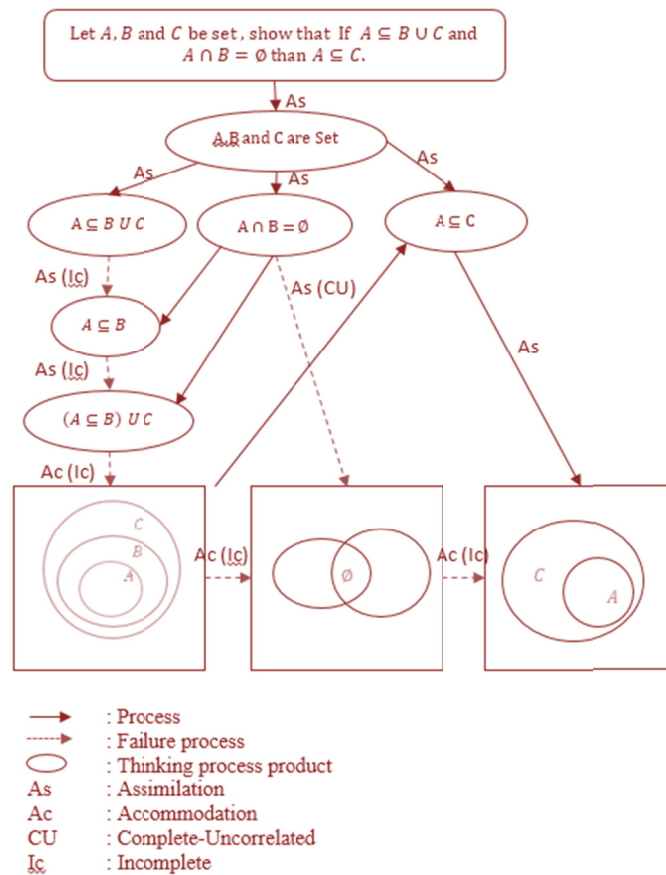 Let A, B and C be set, show that If A ⊆ B ∪ C and
A ∩ B = ∅ than A ⊆ C.
As
A,B and C are Set
As
As
As
A ⊆ B U C
A ∩ B = ∅
A ⊆ C
As (Ic)
As (CU)
A ⊆ B
As
As (Ic)
(A ⊆ B) U C
Ac (Ic)
C
B
A
Ac (Ic)
∅
Ac (Ic)
C
A
: Process
: Failure process
: Thinking process product
As : Assimilation
Ac : Accommodation
CU : Complete-Uncorrelated
Ic : Incomplete